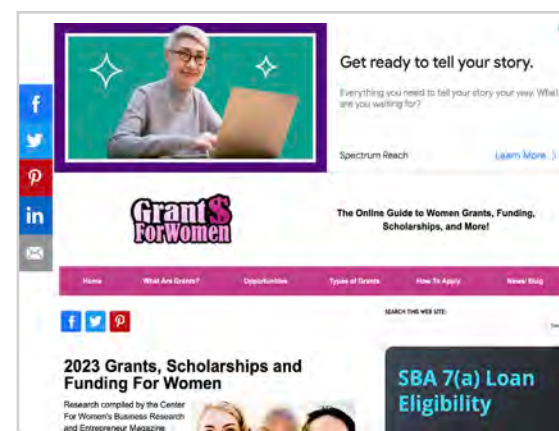 Get ready to tell your story.
Everything you need to tell your story your way. What
are you waiting for?
Spectrum Reach
Learn More
Grant$
ForWomen
The Online Guide to Women Grants, Funding,
Scholarships, and More!
Home
What Are Grants?
Opportunities
Types of Grants
How To Apply
News/ Blog
SEARCH THIS WEB SITE:
2023 Grants, Scholarships and
Funding For Women
Research compiled by the Center
For Women's Business Research
and Entrepreneur Magazine
SBA 7(a) Loan
Eligibility